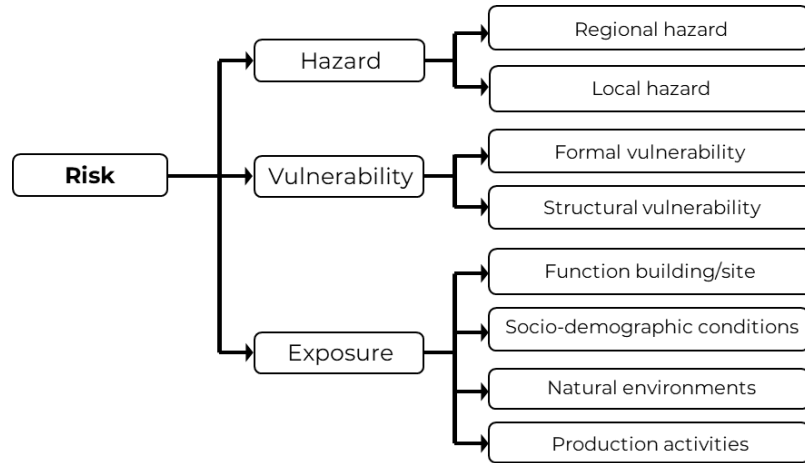 Risk
Hazard
Regional hazard
Local hazard
Vulnerability
Formal vulnerability
Structural vulnerability
Exposure
Function building/site
Socio-demographic conditions
Natural environments
Production activities